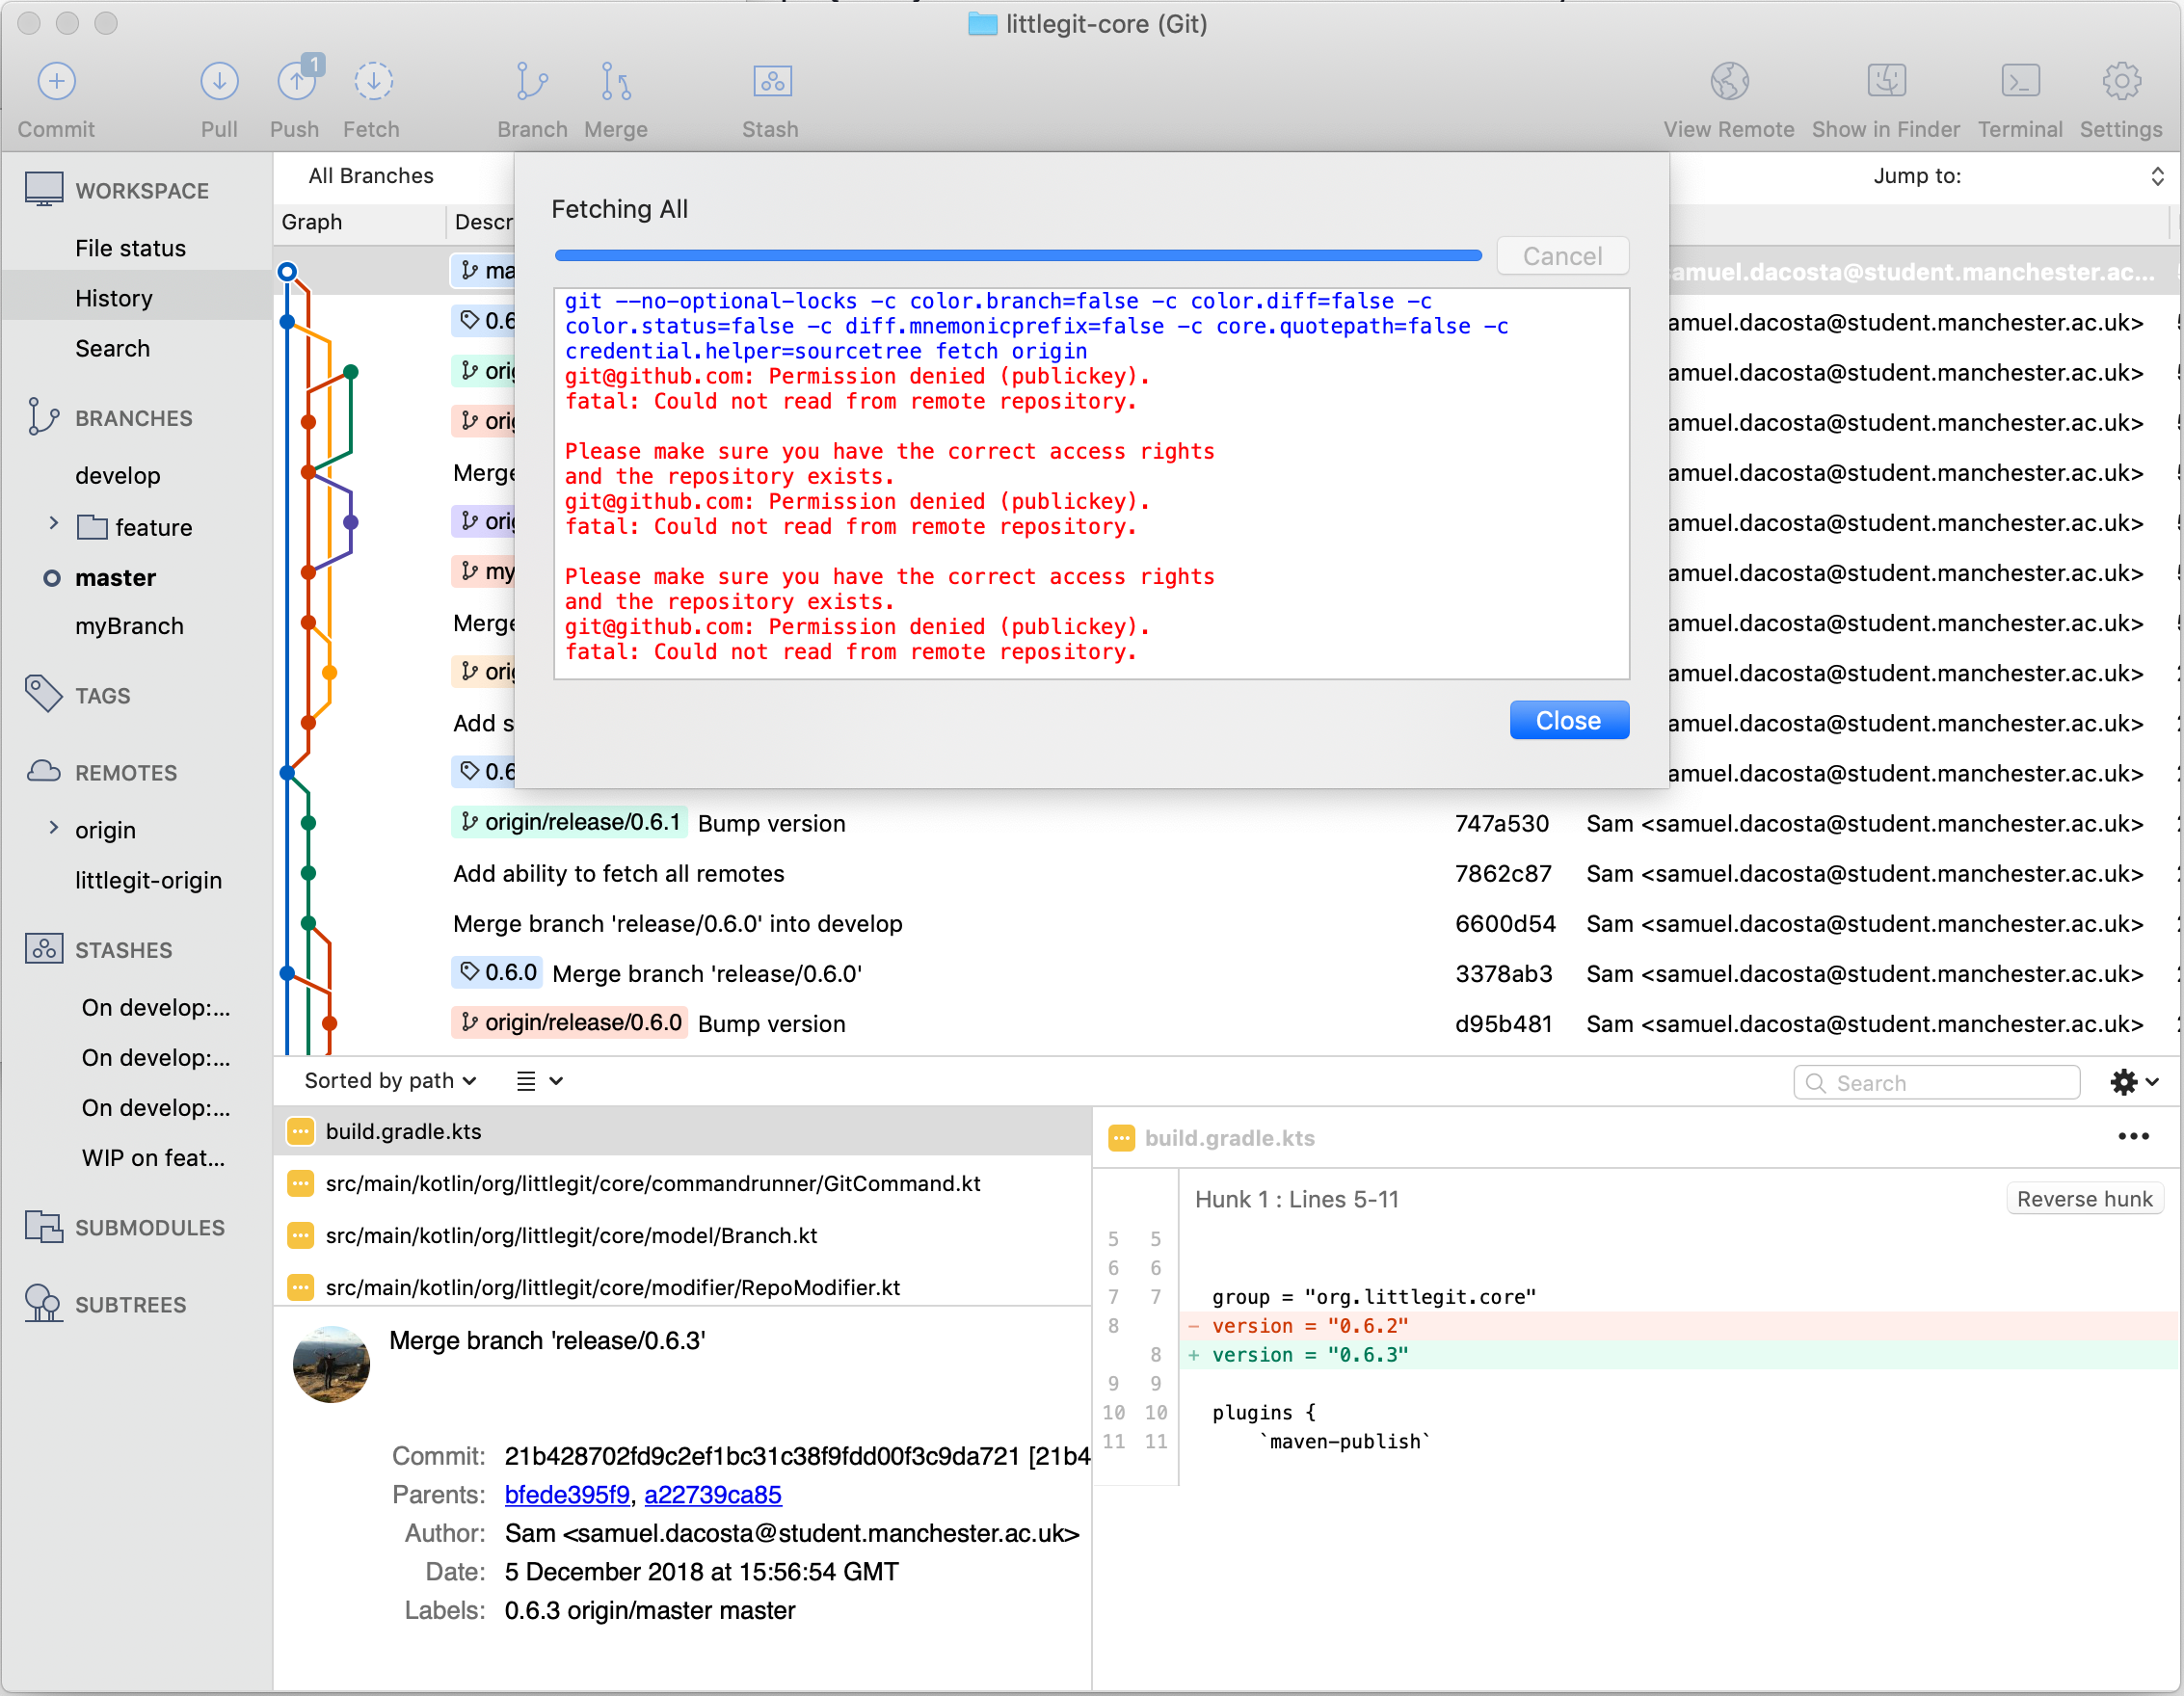 littlegit-core (Git)
1
Commit
Pull
Push
Fetch
Branch
Merge
Stash
View Remote
Show in Finder
Terminal
Settings
WORKSPACE
File status
History
Search
BRANCHES
develop
feature
master
myBranch
TAGS
REMOTES
origin
littlegit-origin
STASHES
On develop:...
On develop:...
On develop:...
WIP on feat...
SUBMODULES
SUBTREES
All Branches
Jump to:
Graph
Descr
Fetching All
Cancel
git --no-optional-locks -c color.branch=false -c color.diff=false -c
color.status=false -c diff.mnemonicprefix=false -c core.quotepath=false -c
credential.helper=sourcetree fetch origin
git@github.com: Permission denied (publickey).
fatal: Could not read from remote repository.
Please make sure you have the correct access rights
and the repository exists.
git@github.com: Permission denied (publickey).
fatal: Could not read from remote repository.
Please make sure you have the correct access rights
and the repository exists.
git@github.com: Permission denied (publickey).
fatal: Could not read from remote repository.
Close
ma
samuel.dacosta@student.manchester.ac...
0.6
amuel.dacosta@student.manchester.ac.uk>
orig
amuel.dacosta@student.manchester.ac.uk>
orig
amuel.dacosta@student.manchester.ac.uk>
Merge
amuel.dacosta@student.manchester.ac.uk>
orig
amuel.dacosta@student.manchester.ac.uk>
my
amuel.dacosta@student.manchester.ac.uk>
Merge
amuel.dacosta@student.manchester.ac.uk>
orig
amuel.dacosta@student.manchester.ac.uk>
Add s
amuel.dacosta@student.manchester.ac.uk>
0.6
amuel.dacosta@student.manchester.ac.uk>
origin/release/0.6.1 Bump version 747a530 Sam <samuel.dacosta@student.manchester.ac.uk>
Add ability to fetch all remotes 7862c87 Sam <samuel.dacosta@student.manchester.ac.uk>
Merge branch 'release/0.6.0' into develop 6600d54 Sam <samuel.dacosta@student.manchester.ac.uk>
0.6.0 Merge branch 'release/0.6.0' 3378ab3 Sam <samuel.dacosta@student.manchester.ac.uk>
origin/release/0.6.0 Bump version d95b481 Sam <samuel.dacosta@student.manchester.ac.uk>
Sorted by path
Search
build.gradle.kts
src/main/kotlin/org/littlegit/core/commandrunner/GitCommand.kt
src/main/kotlin/org/littlegit/core/model/Branch.kt
src/main/kotlin/org/littlegit/core/modifier/RepoModifier.kt
Merge branch 'release/0.6.3'
Commit: 21b428702fd9c2ef1bc31c38f9fdd00f3c9da721 [21b4
Parents: bfede395f9, a22739ca85
Author: Sam <samuel.dacosta@student.manchester.ac.uk>
Date: 5 December 2018 at 15:56:54 GMT
Labels: 0.6.3 origin/master master
build.gradle.kts
•••
Hunk 1 : Lines 5-11
Reverse hunk
5 5
6 6
7 7 group = "org.littlegit.core"
8 - version = "0.6.2"
8 + version = "0.6.3"
9 9
10 10 plugins {
11 11 `maven-publish`